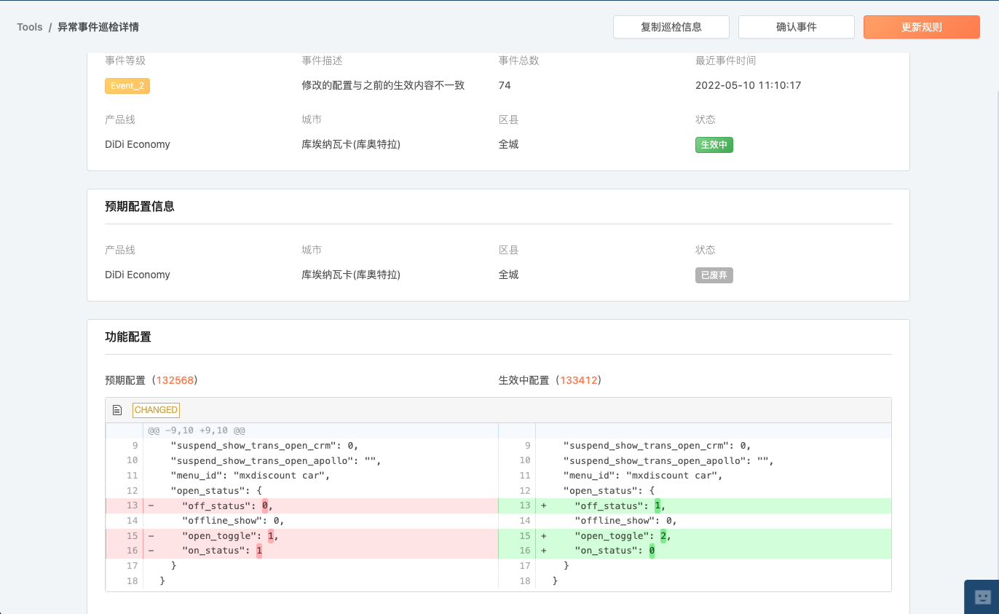 Tools / 异常事件巡检详情
复制巡检信息 确认事件 更新规则
事件等级 事件描述 事件总数 最近事件时间
Event_2 修改的配置与之前的生效内容不一致 74 2022-05-10 11:10:17
产品线 城市 区县 状态
DiDi Economy 库埃纳瓦卡(库奥特拉) 全城 生效中
预期配置信息
产品线 城市 区县 状态
DiDi Economy 库埃纳瓦卡(库奥特拉) 全城 已废弃
功能配置
预期配置（132568） 生效中配置（133412）
CHANGED
@@ -9,10 +9,10 @@
9 "suspend_show_trans_open_crm": 0, 9 "suspend_show_trans_open_crm": 0,
10 "suspend_show_trans_open_apollo": "", 10 "suspend_show_trans_open_apollo": "",
11 "menu_id": "mxdiscount car", 11 "menu_id": "mxdiscount car",
12 "open_status": { 12 "open_status": {
13 - "off_status": 0, 13 + "off_status": 1,
14 "offline_show": 0, 14 "offline_show": 0,
15 - "open_toggle": 1, 15 + "open_toggle": 2,
16 - "on_status": 1 16 + "on_status": 0
17 } 17 }
18 } 18 }